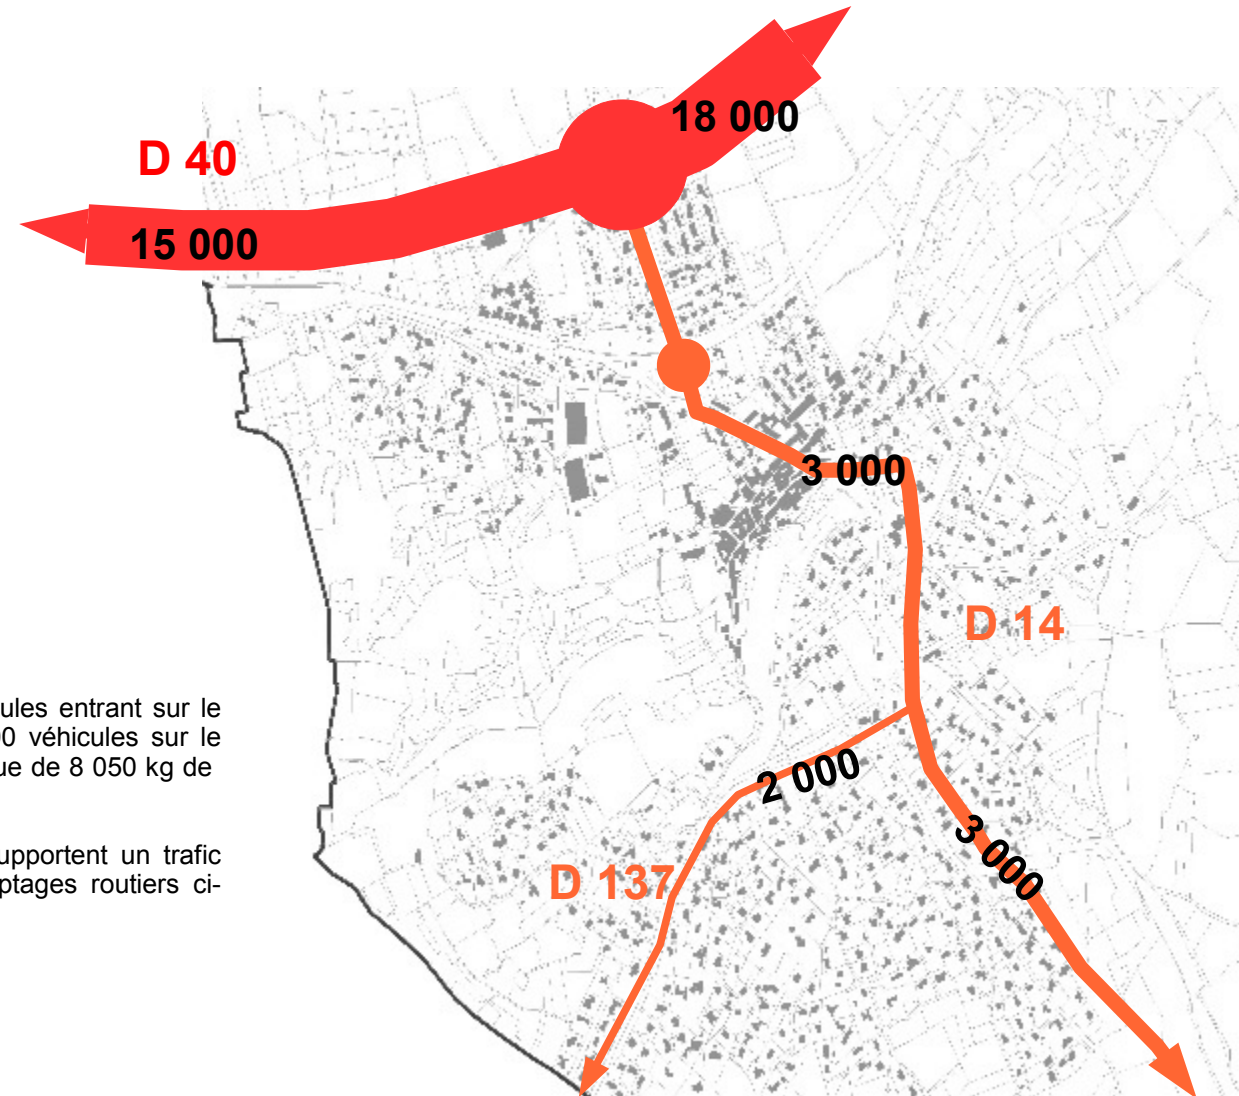 18 000
D 40
15 000
3 000
D 14
ules entrant sur le
00 véhicules sur le
ue de 8 050 kg de
2 000
3 000
upportent un trafic
ptages routiers ci-
D 137